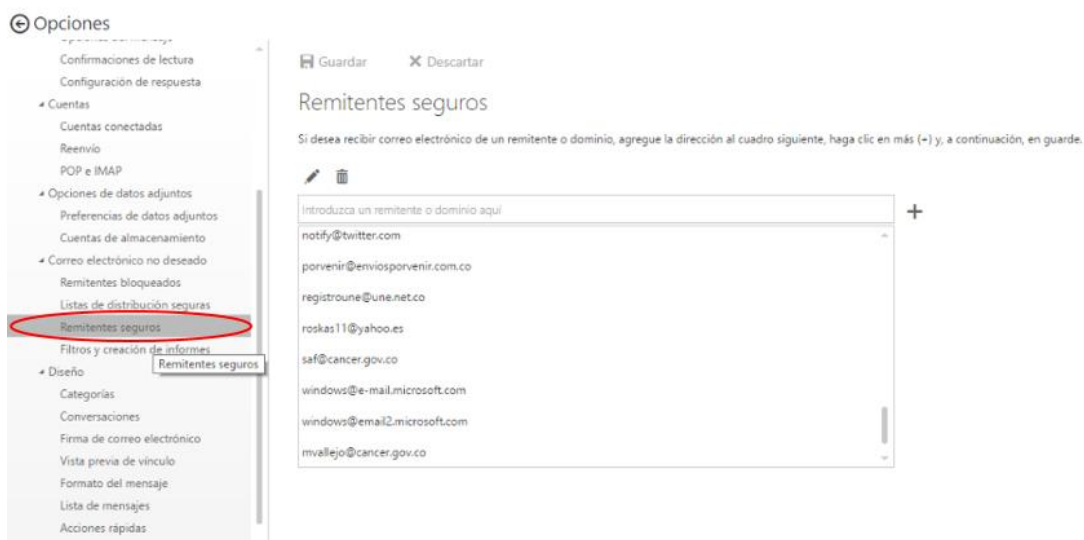 Opciones
Confirmaciones de lectura
Configuración de respuesta
Cuentas
Cuentas conectadas
Reenvío
POP e IMAP
Opciones de datos adjuntos
Preferencias de datos adjuntos
Cuentas de almacenamiento
Correo electrónico no deseado
Remitentes bloqueados
Listas de distribución seguras
Remitentes seguros
Filtros y creación de informes
Remitentes seguros
Diseño
Categorías
Conversaciones
Firma de correo electrónico
Vista previa de vínculo
Formato del mensaje
Lista de mensajes
Acciones rápidas
Guardar Descartar
Remitentes seguros
Si desea recibir correo electrónico de un remitente o dominio, agregue la dirección al cuadro siguiente, haga clic en más (+) y, a continuación, en guarde.
Introduzca un remitente o dominio aquí
notify@twitter.com
porvenir@enviosporvenir.com.co
registroune@une.net.co
roskas11@yahoo.es
saf@cancer.gov.co
windows@e-mail.microsoft.com
windows@email2.microsoft.com
mvallejo@cancer.gov.co